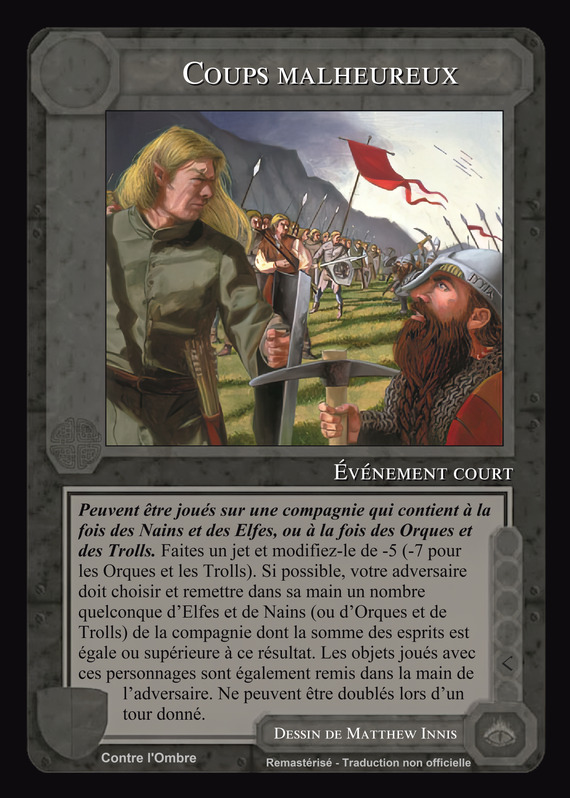 Coups malheureux
Événement court
Peuvent être joués sur une compagnie qui contient à la
fois des Nains et des Elfes, ou à la fois des Orques et
des Trolls. Faites un jet et modifiez-le de -5 (-7 pour
les Orques et les Trolls). Si possible, votre adversaire
doit choisir et remettre dans sa main un nombre
quelconque d'Elfes et de Nains (ou d'Orques et de
Trolls) de la compagnie dont la somme des esprits est
égale ou supérieure à ce résultat. Les objets joués avec
ces personnages sont également remis dans la main de
l'adversaire. Ne peuvent être doublés lors d'un
tour donné.
Dessin de Matthew Innis
Contre l'Ombre
Remastérisé - Traduction non officielle